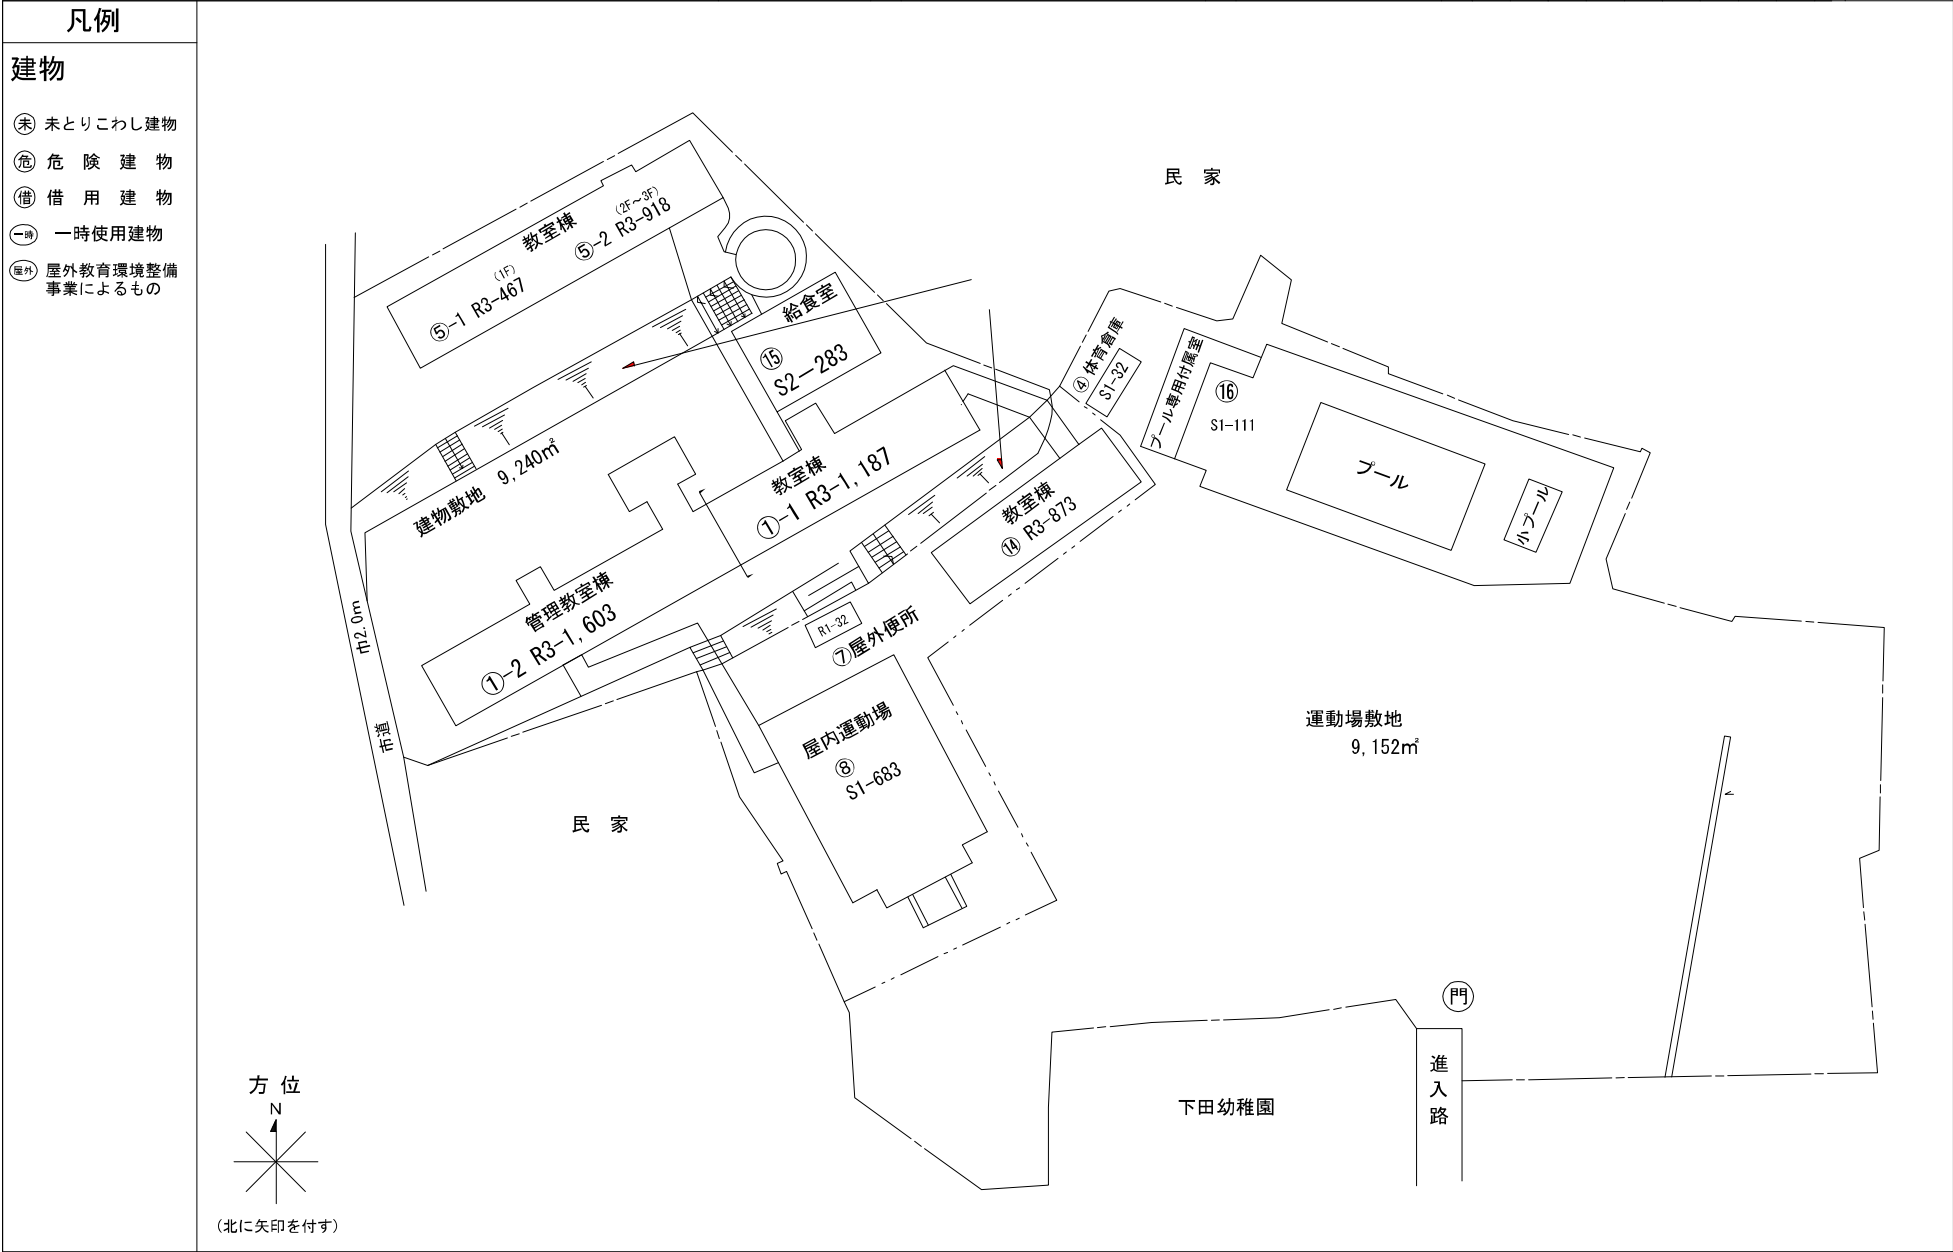 凡例
建物
未 未とりこわし建物
危 危険建物
借 借用建物
一時 一時使用建物
屋外 屋外教育環境整備
事業によるもの
民家
教室棟
(2F～3F)
⑤-2 R3-918
(1F)
⑤-1 R3-467
給食室
⑮
S2-283
④体育倉庫
S1-32
プール専用付属室
⑯
S1-111
プール
小プール
建物敷地 9,240㎡
教室棟
①-1 R3-1,187
教室棟
⑭ R3-873
管理教室棟
①-2 R3-1,603
R1-32
⑦屋外便所
市2.0m
市道
屋内運動場
⑧
S1-683
運動場敷地
9,152㎡
民家
門
進入路
下田幼稚園
方位
N
(北に矢印を付す)